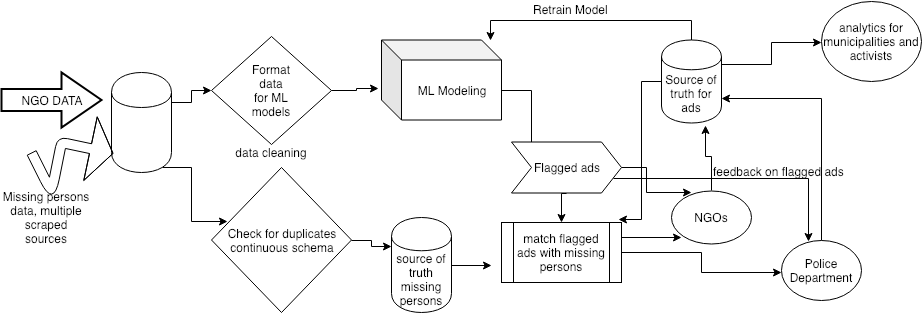 Retrain Model
analytics for
municipalities and
activists
Format
data
for ML
models
Source of
truth for
ads
NGO DATA
ML Modeling
data cleaning
Flagged ads
feedback on flagged ads
Missing persons
data, multiple
scraped
sources
NGOs
Check for duplicates
continuous schema
match flagged
ads with missing
persons
source of
truth
missing
persons
Police
Department